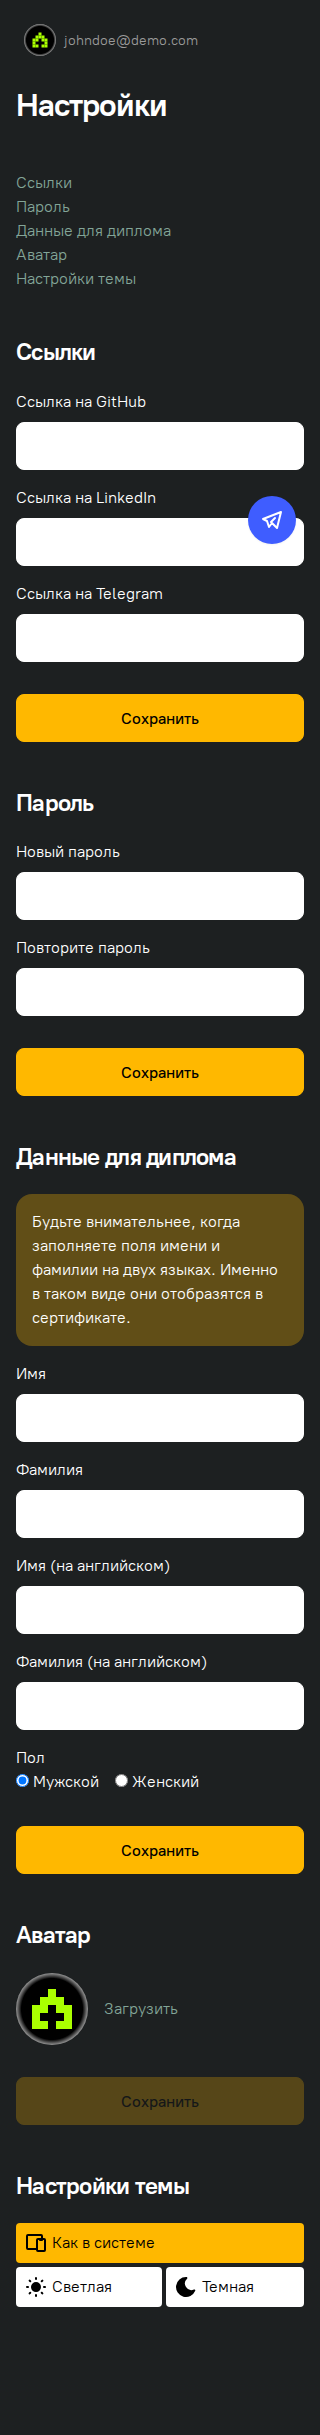 johndoe@demo.com
Настройки
Ссылки
Пароль
Данные для диплома
Аватар
Настройки темы
Ссылки
Ссылка на GitHub
Ссылка на LinkedIn
Ссылка на Telegram
Сохранить
Пароль
Новый пароль
Повторите пароль
Сохранить
Данные для диплома
Будьте внимательнее, когда
заполняете поля имени и
фамилии на двух языках. Именно
в таком виде они отобразятся в
сертификате.
Имя
Фамилия
Имя (на английском)
Фамилия (на английском)
Пол
Мужской Женский
Сохранить
Аватар
Загрузить
Сохранить
Настройки темы
Как в системе
Светлая Темная